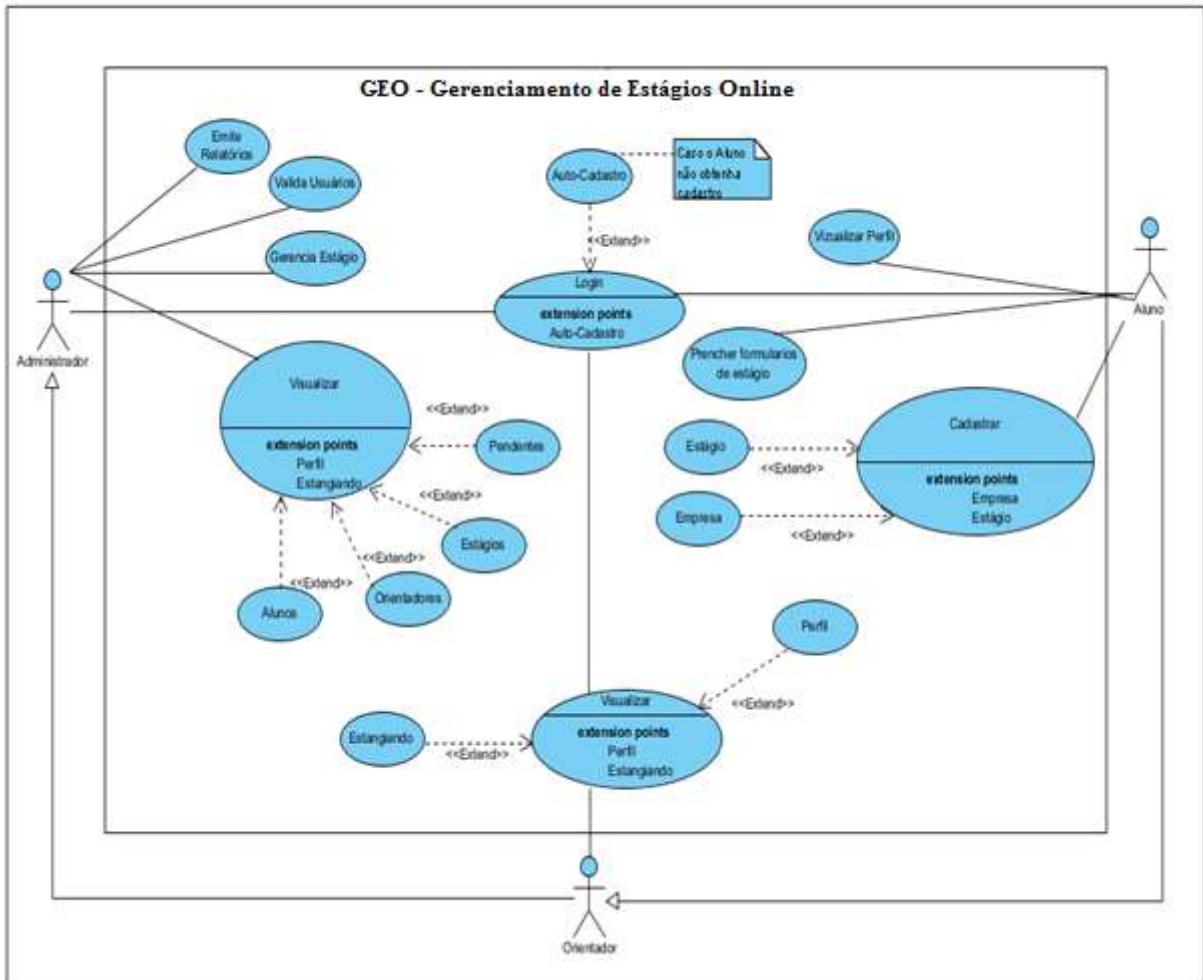 GEO - Gerenciamento de Estágios Online
Emite
Relatórios
Valida Usuários
Gerencia Estágio
Auto-Cadastro
Caso o Aluno
não obtenha
cadastro
<<Extend>>
Vizualizar Perfil
Login
extension points
Auto-Cadastro
Administrador
Aluno
Prencher formularios
de estágio
Visualizar
extension points
Perfil
Estangiando
<<Extend>>
Pendentes
<<Extend>>
Estágios
<<Extend>>
Orientadores
<<Extend>>
Alunos
Cadastrar
extension points
Empresa
Estágio
Estágio
<<Extend>>
Empresa
<<Extend>>
Perfil
<<Extend>>
Visualizar
extension points
Perfil
Estangiando
Estangiando
<<Extend>>
Orientador